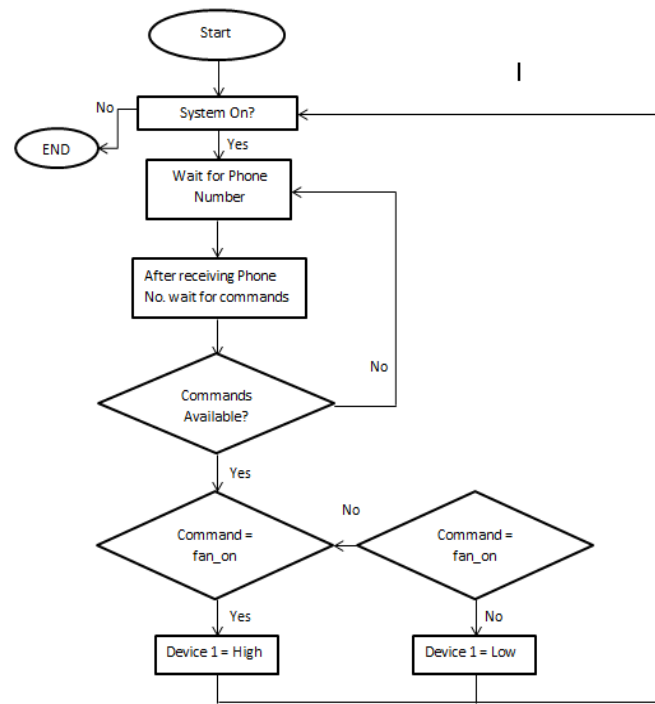 Start
No
System On?
END
Yes
Wait for Phone
Number
After receiving Phone
No. wait for commands
No
Commands
Available?
Yes
No
Command =
fan_on
Command =
fan_on
Yes
No
Device 1 = High
Device 1 = Low